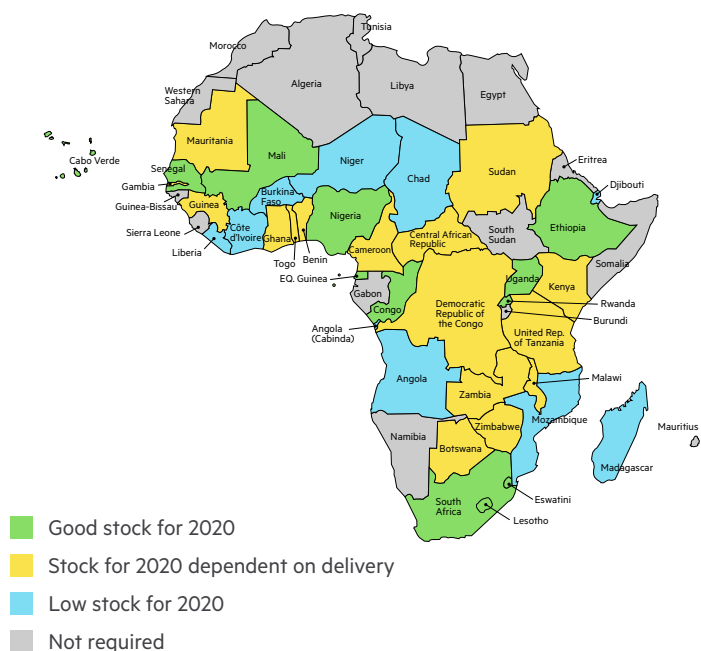 Tunisia
Morocco
Algeria
Libya
Egypt
Western
Sahara
Mauritania
Mali
Niger
Chad
Sudan
Eritrea
Cabo Verde
Senegal
Gambia
Guinea-Bissau
Guinea
Sierra Leone
Liberia
Côte
d'Ivoire
Burkina
Faso
Ghana
Togo
Benin
Nigeria
Cameroon
Central African
Republic
South
Sudan
Ethiopia
Djibouti
Somalia
EQ. Guinea
Gabon
Congo
Democratic
Republic of
the Congo
Uganda
Kenya
Rwanda
Burundi
United Rep.
of Tanzania
Angola
(Cabinda)
Angola
Zambia
Malawi
Mozambique
Zimbabwe
Namibia
Botswana
Madagascar
Mauritius
South
Africa
Eswatini
Lesotho
Good stock for 2020
Stock for 2020 dependent on delivery
Low stock for 2020
Not required